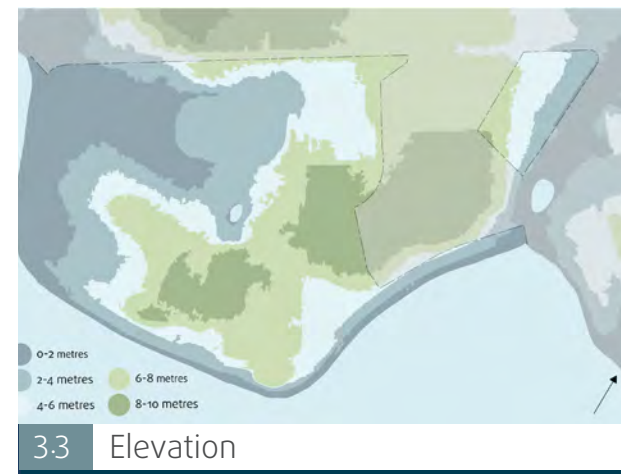 0-2 metres
2-4 metres
4-6 metres
6-8 metres
8-10 metres
3.3 Elevation